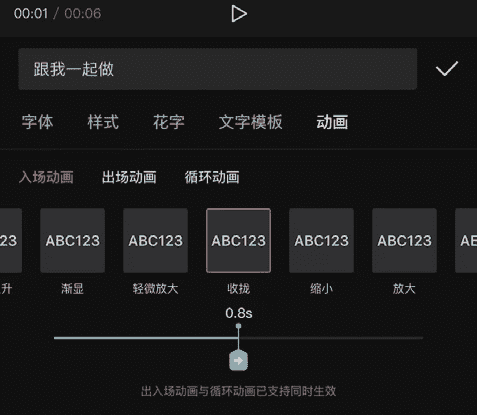 00:01 / 00:06
跟我一起做
字体 样式 花字 文字模板 动画
入场动画 出场动画 循环动画
23 ABC123 ABC123 ABC123 ABC123 ABC123 AB
升 渐显 轻微放大 收拢 缩小 放大
0.8s
出入场动画与循环动画已支持同时生效